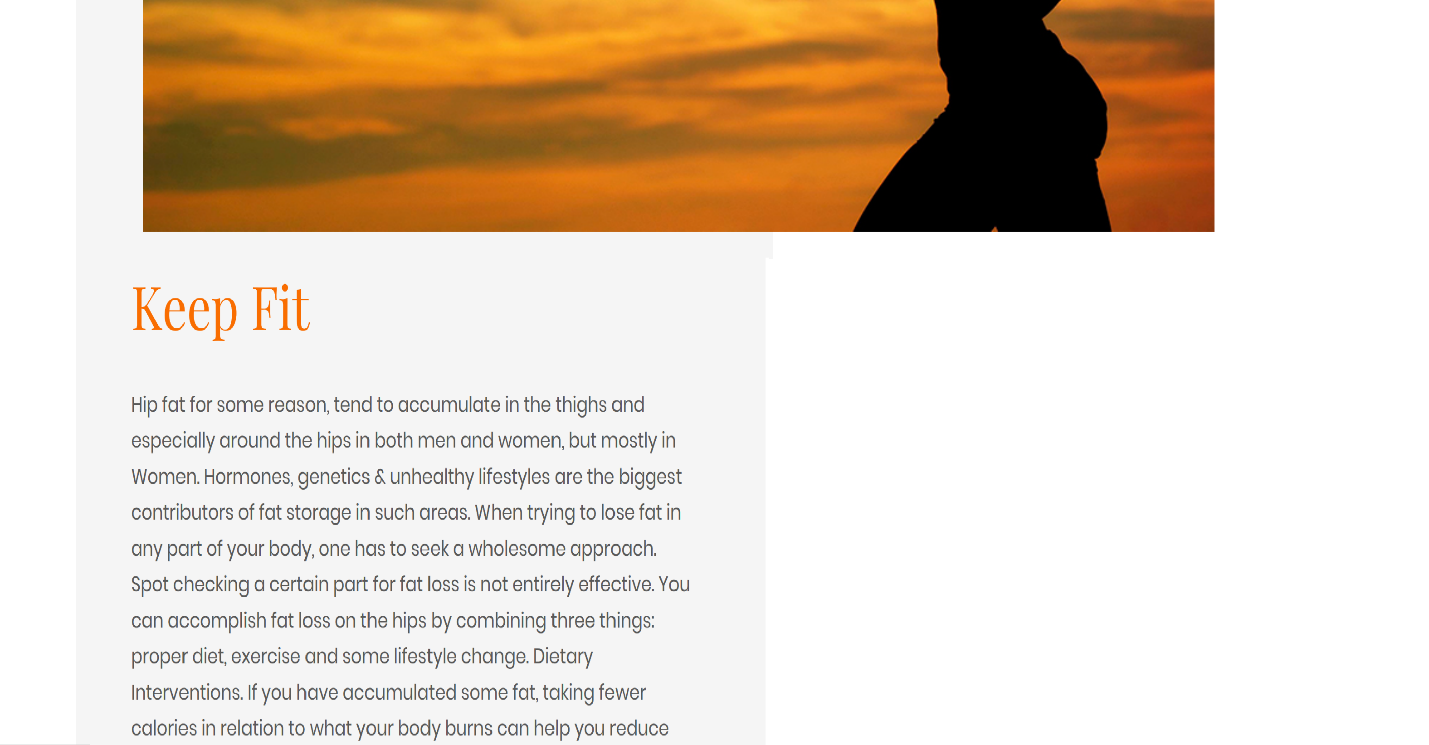 Keep Fit
Hip fat for some reason, tend to accumulate in the thighs and
especially around the hips in both men and women, but mostly in
Women. Hormones, genetics & unhealthy lifestyles are the biggest
contributors of fat storage in such areas. When trying to lose fat in
any part of your body, one has to seek a wholesome approach.
Spot checking a certain part for fat loss is not entirely effective. You
can accomplish fat loss on the hips by combining three things:
proper diet, exercise and some lifestyle change. Dietary
Interventions. If you have accumulated some fat, taking fewer
calories in relation to what your body burns can help you reduce